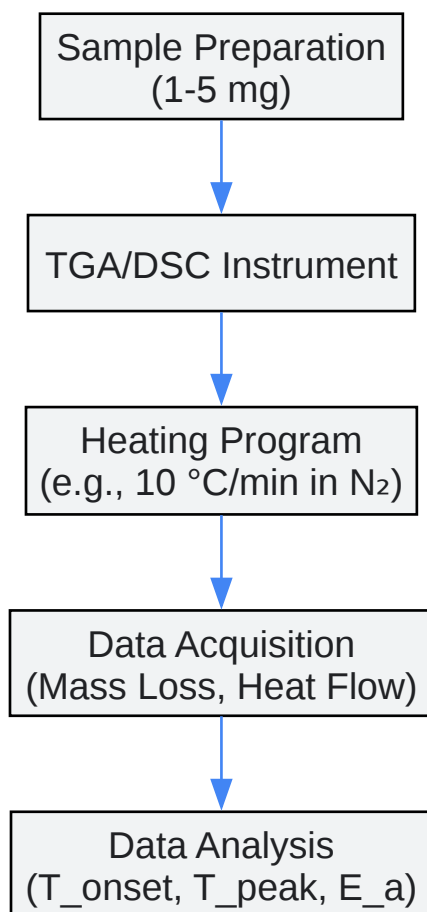 Sample Preparation
(1-5 mg)
TGA/DSC Instrument
Heating Program
(e.g., 10 °C/min in N₂)
Data Acquisition
(Mass Loss, Heat Flow)
Data Analysis
(T_onset, T_peak, E_a)